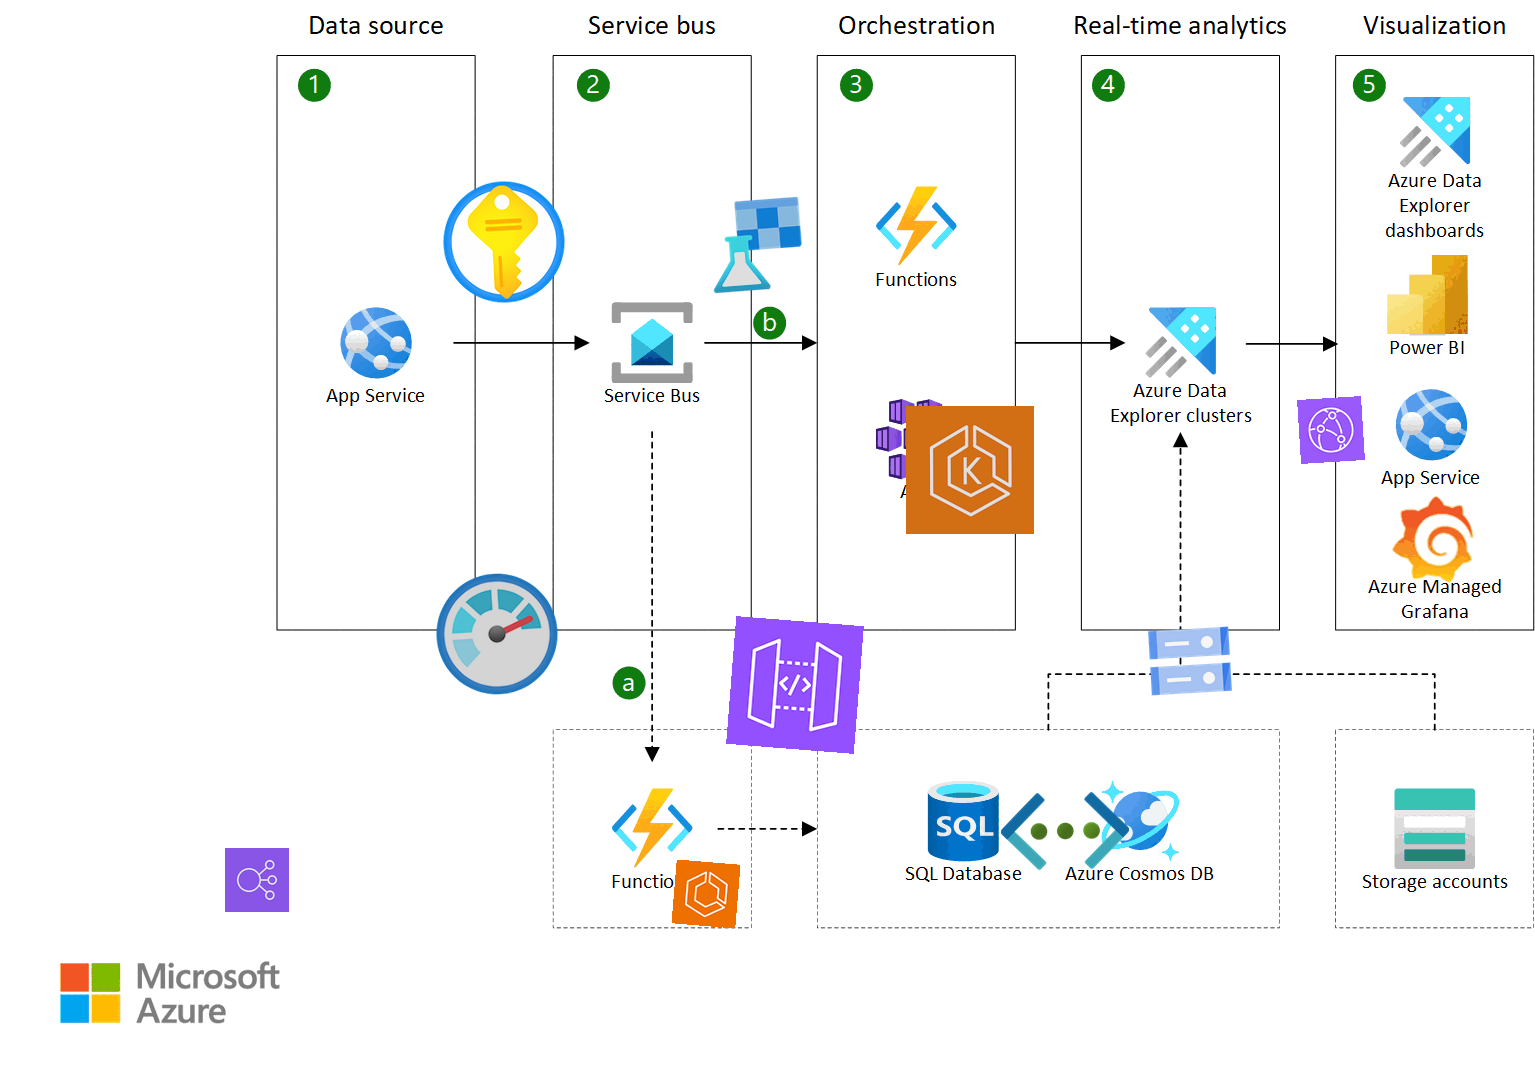 Data source
Service bus
Orchestration
Real-time analytics
Visualization
1
2
3
4
5
Azure Data
Explorer
dashboards
Functions
b
Power BI
App Service
Service Bus
Azure Data
Explorer clusters
K
App Service
Azure Managed
Grafana
a
</>
SQL
SQL Database
Azure Cosmos DB
Storage accounts
Microsoft
Azure